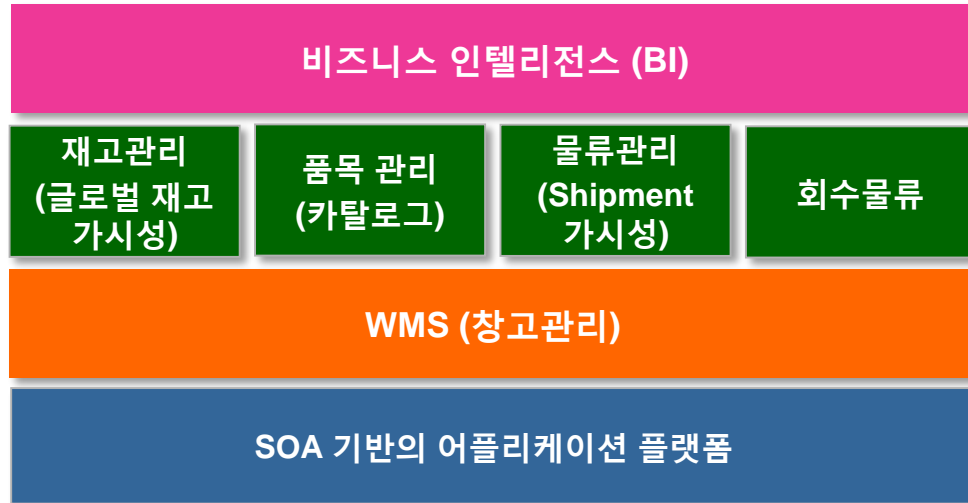 비즈니스 인텔리전스 (BI)
재고관리
(글로벌 재고
가시성)
품목 관리
(카탈로그)
물류관리
(Shipment
가시성)
회수물류
WMS (창고관리)
SOA 기반의 어플리케이션 플랫폼